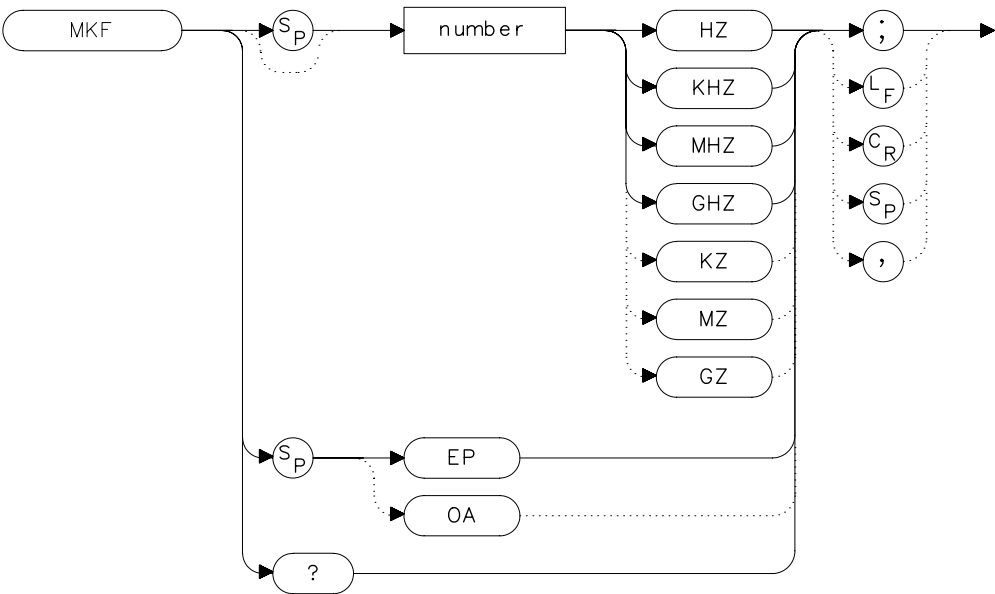 MKF SP number HZ ;
KHZ LF
MHZ CR
GHZ SP
KZ ,
MZ
GZ
SP EP
OA
?